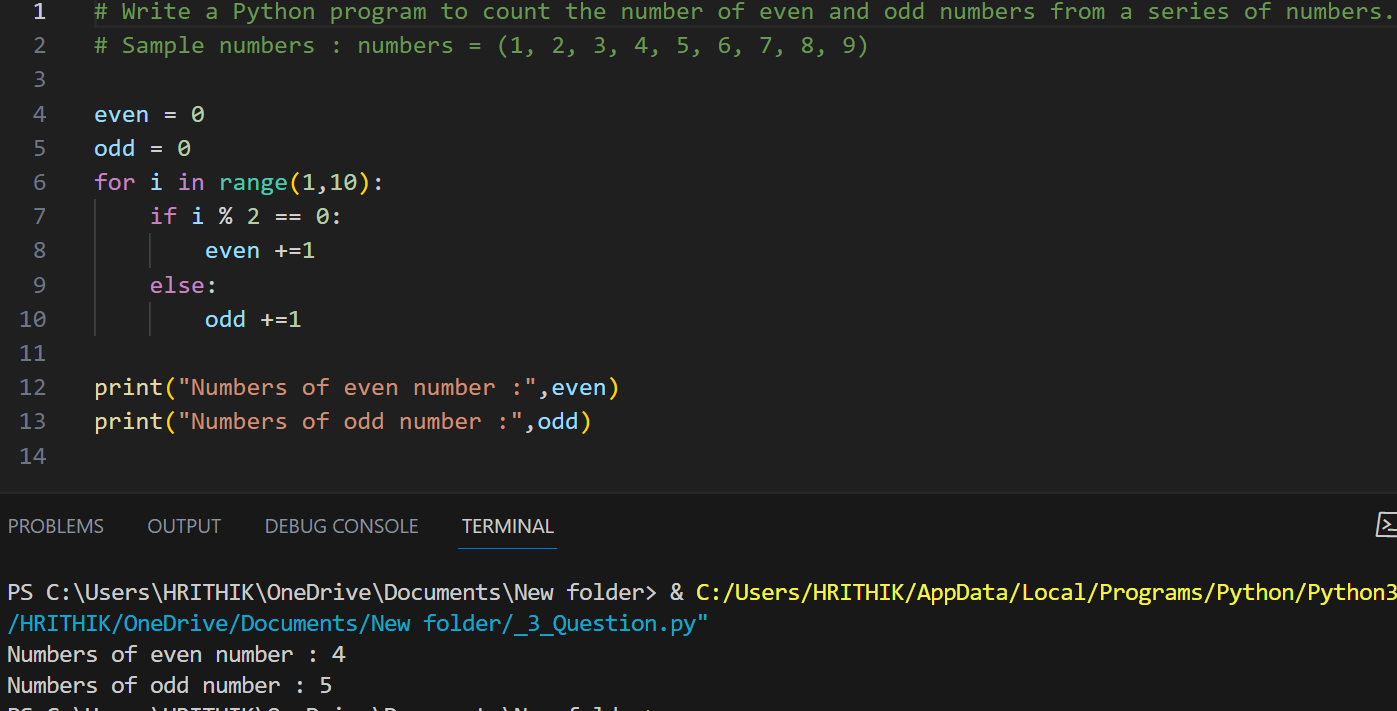 1 # Write a Python program to count the number of even and odd numbers from a series of numbers.
2 # Sample numbers : numbers = (1, 2, 3, 4, 5, 6, 7, 8, 9)
3
4 even = 0
5 odd = 0
6 for i in range(1,10):
7     if i % 2 == 0:
8         even +=1
9     else:
10         odd +=1
11
12 print("Numbers of even number :",even)
13 print("Numbers of odd number :",odd)
14
PROBLEMS OUTPUT DEBUG CONSOLE TERMINAL
PS C:\Users\HRITHIK\OneDrive\Documents\New folder> & C:/Users/HRITHIK/AppData/Local/Programs/Python/Python3
/HRITHIK/OneDrive/Documents/New folder/_3_Question.py"
Numbers of even number : 4
Numbers of odd number : 5